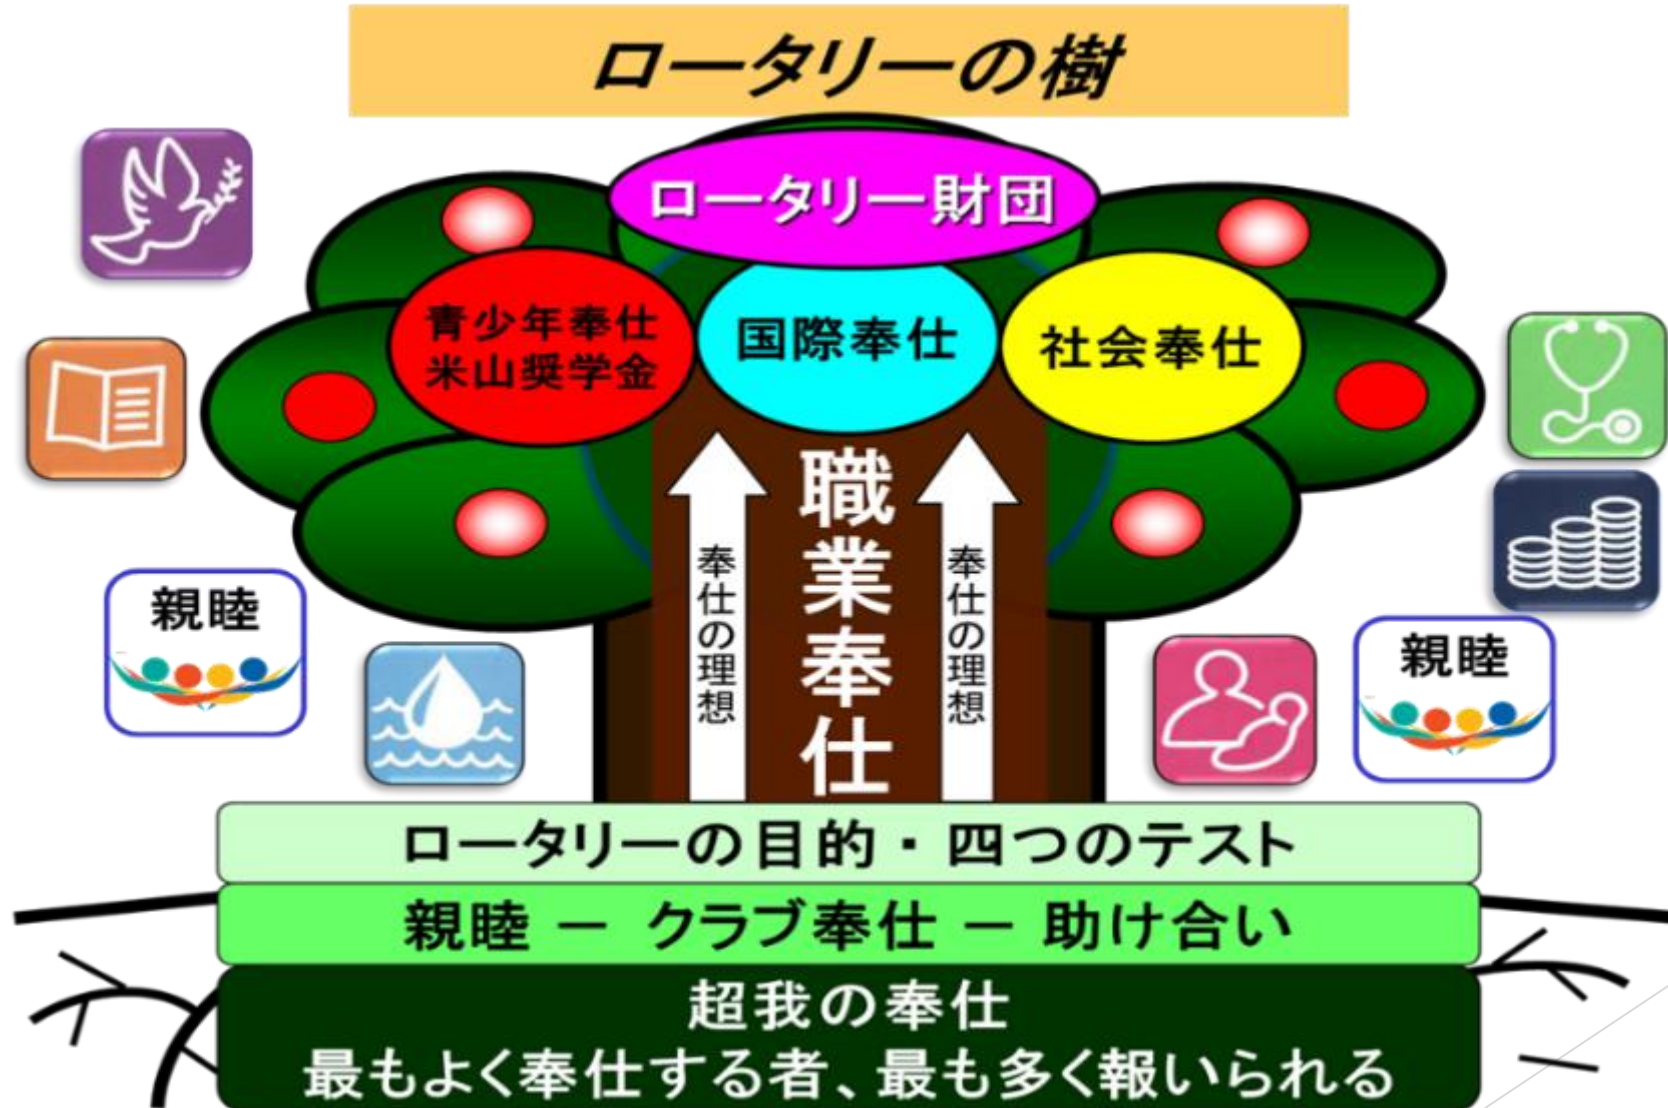 ロータリーの樹
ロータリー財団
青少年奉仕
米山奨学金
国際奉仕
社会奉仕
職業奉仕
奉仕の理想
奉仕の理想
親睦
親睦
ロータリーの目的・四つのテスト
親睦 － クラブ奉仕 － 助け合い
超我の奉仕
最もよく奉仕する者、最も多く報いられる